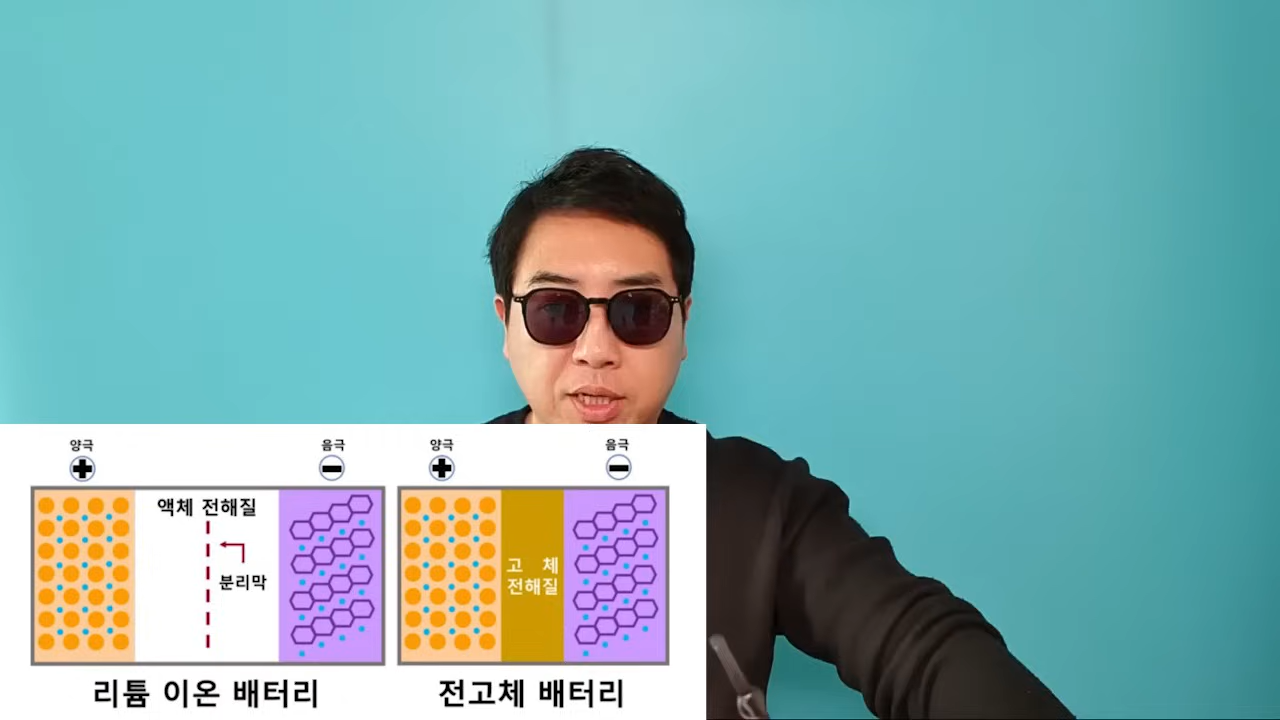 양극
음극
액체 전해질
분리막
리튬 이온 배터리
양극
음극
고 체
전해질
전고체 배터리